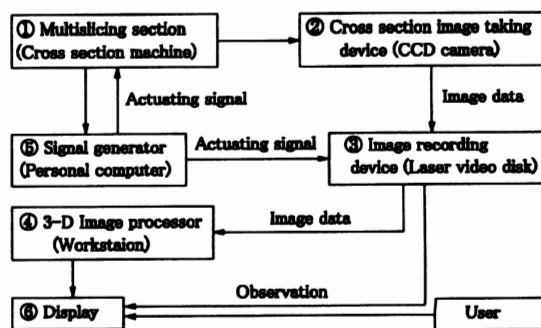 ① Multislicing section
(Cross section machine)
② Cross section image taking
device (CCD camera)
Actuating signal
Image data
⑤ Signal generator
(Personal computer)
Actuating signal
③ Image recording
device (Laser video disk)
④ 3-D Image processor
(Workstaion)
Image data
Observation
⑥ Display
User